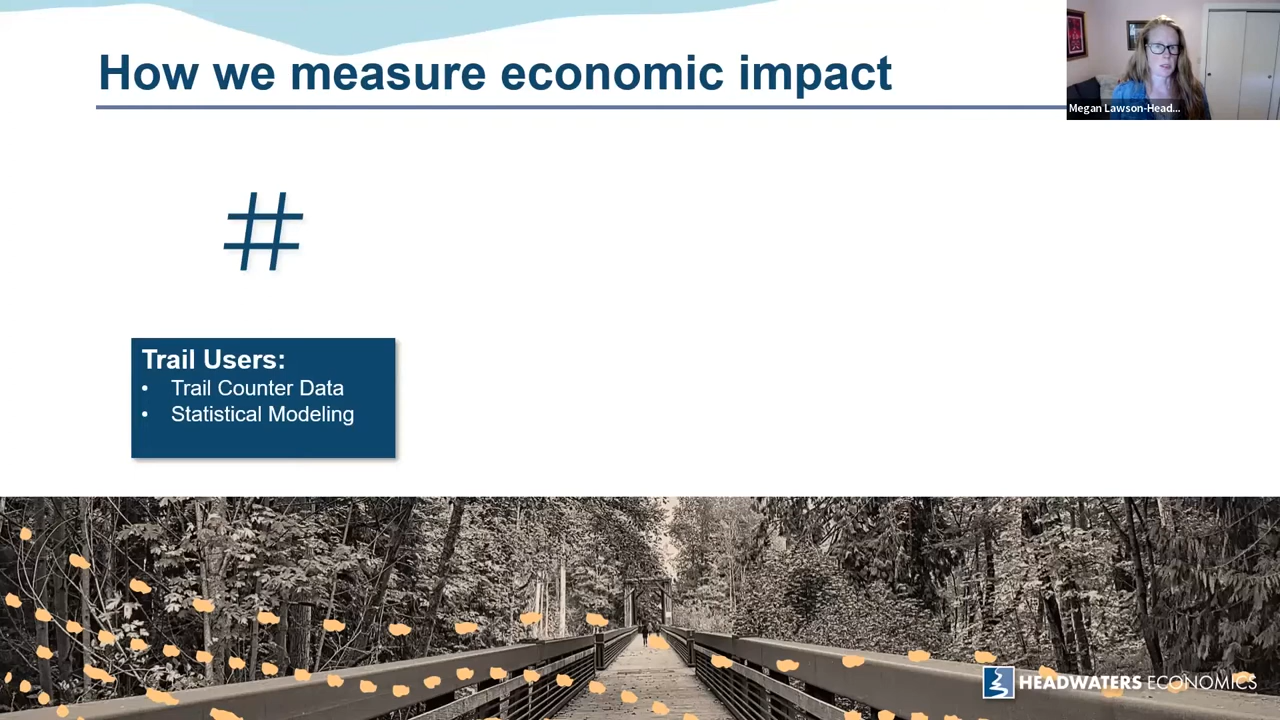 How we measure economic impact
Megan Lawson-Head...
#
Trail Users:
• Trail Counter Data
• Statistical Modeling
HEADWATERS ECONOMICS